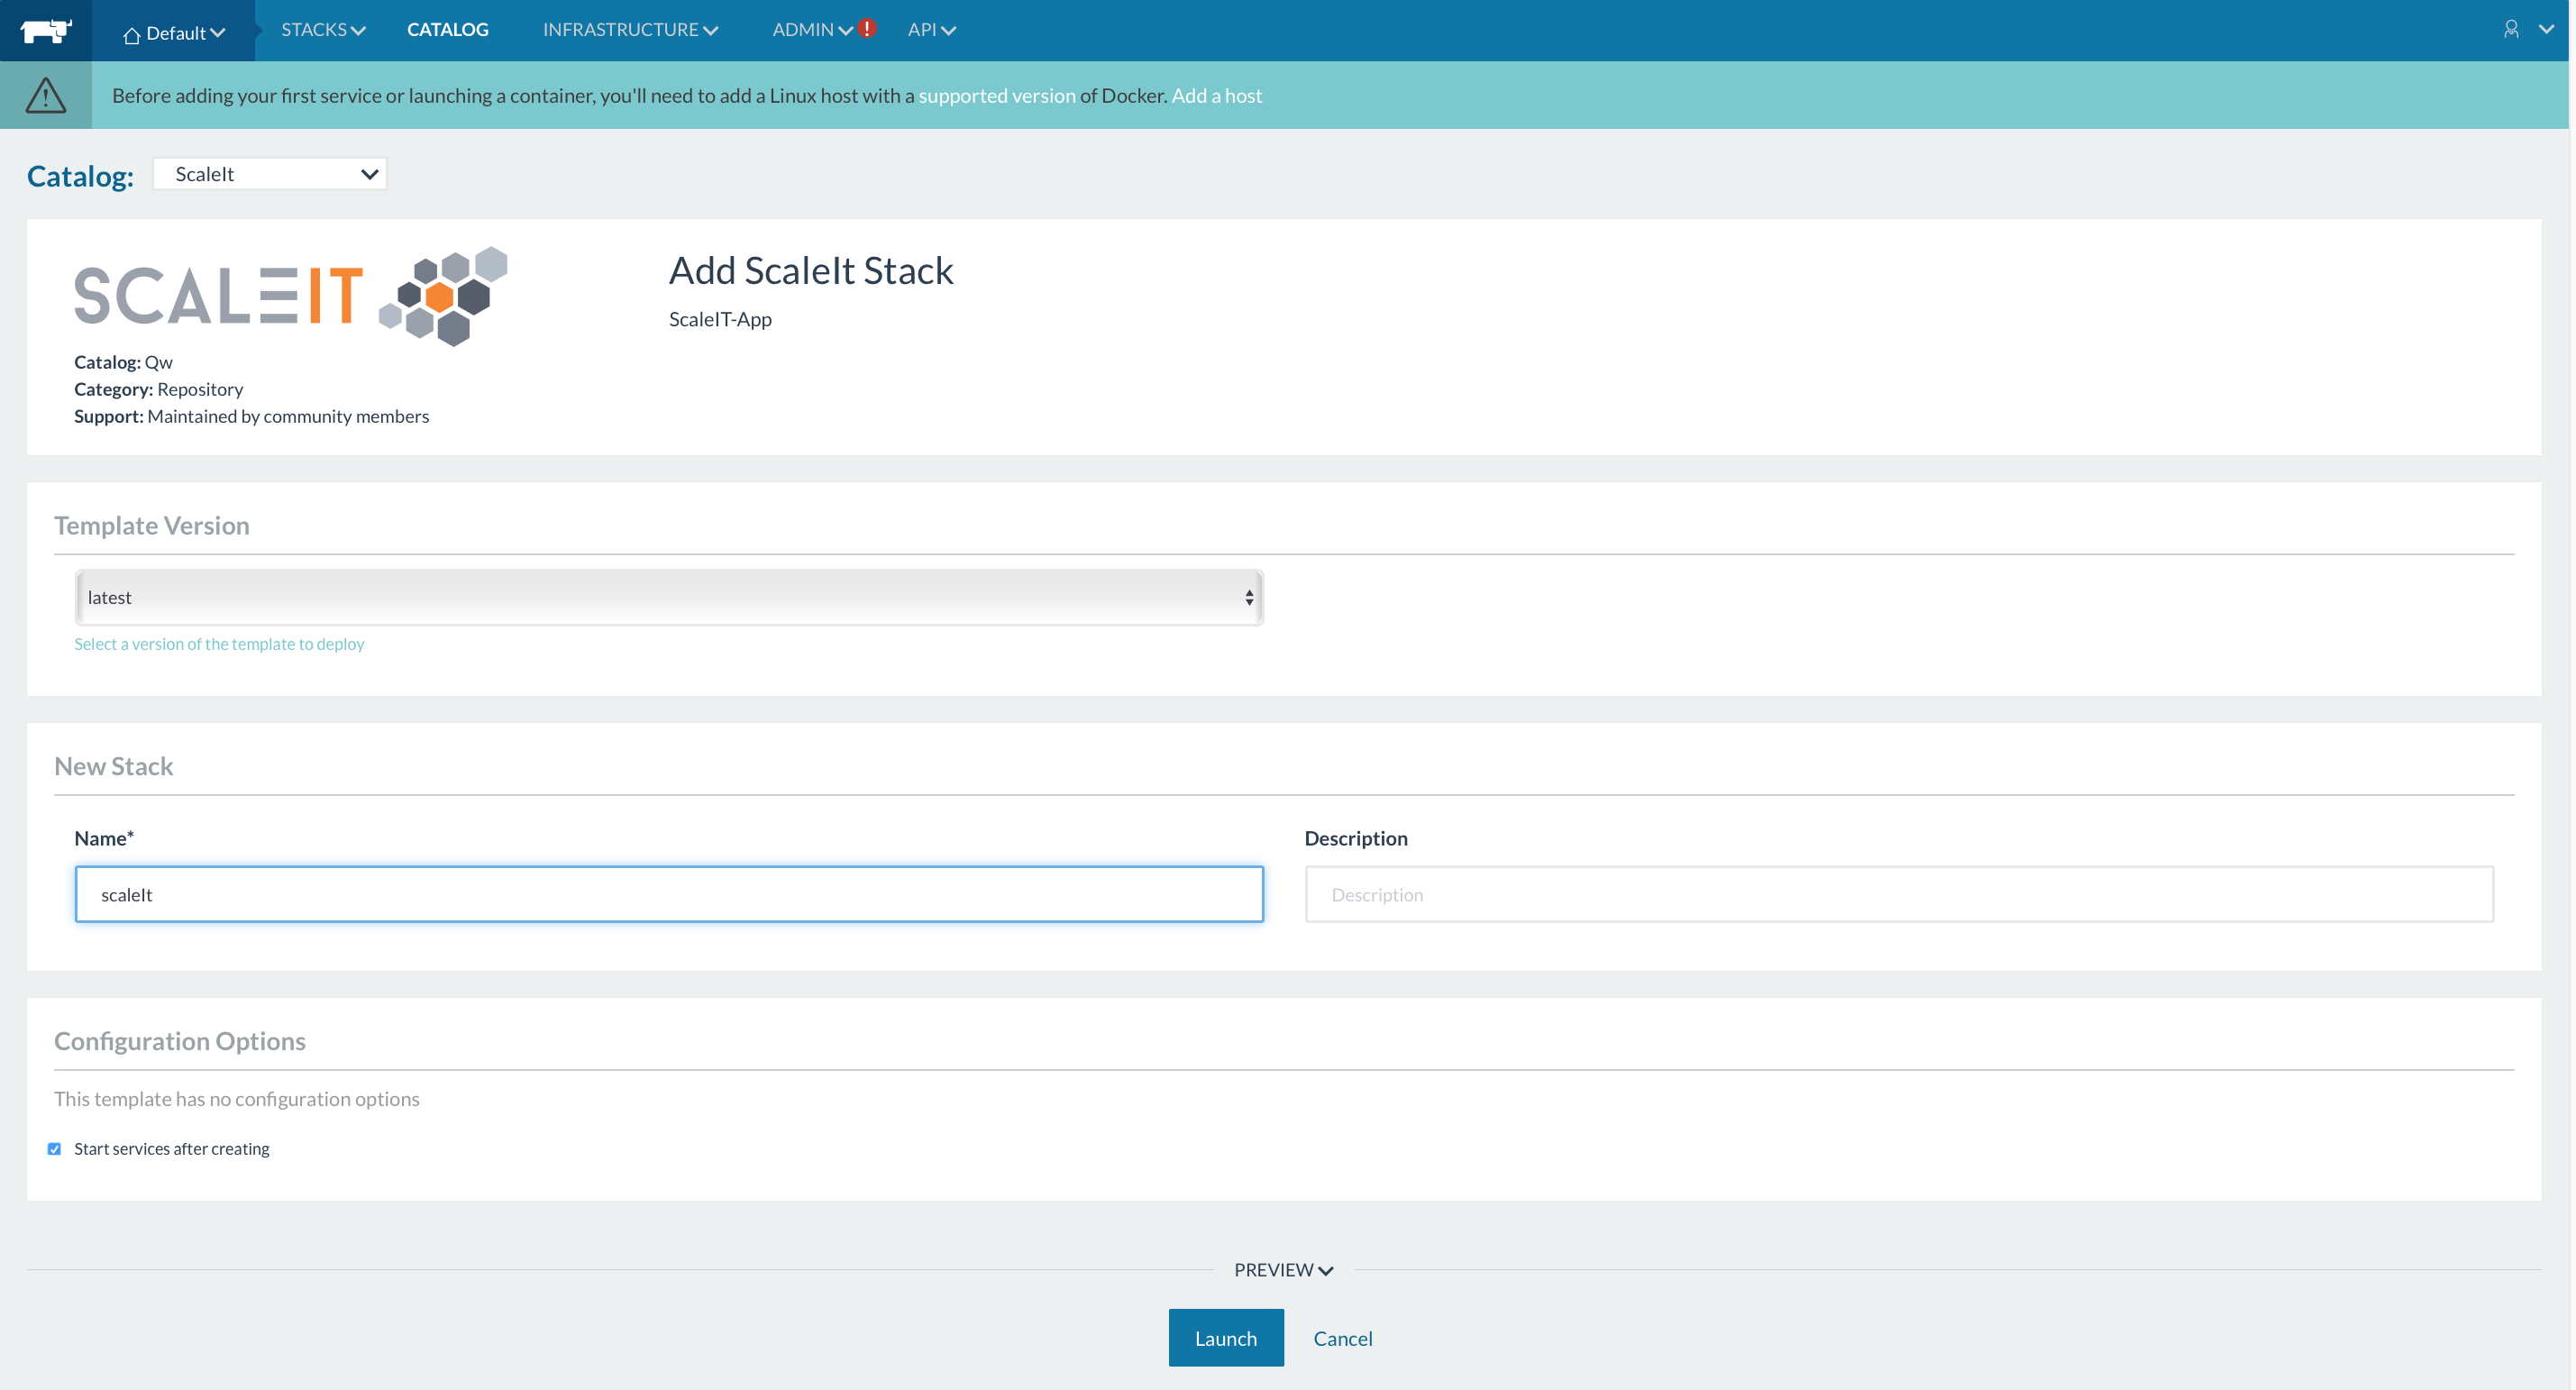 Default STACKS CATALOG INFRASTRUCTURE ADMIN ! API
Before adding your first service or launching a container, you'll need to add a Linux host with a supported version of Docker. Add a host
Catalog: ScaleIt
SCALEIT
Add ScaleIt Stack
ScaleIT-App
Catalog: Qw
Category: Repository
Support: Maintained by community members
Template Version
latest
Select a version of the template to deploy
New Stack
Name* Description
scaleIt Description
Configuration Options
This template has no configuration options
Start services after creating
PREVIEW
Launch Cancel